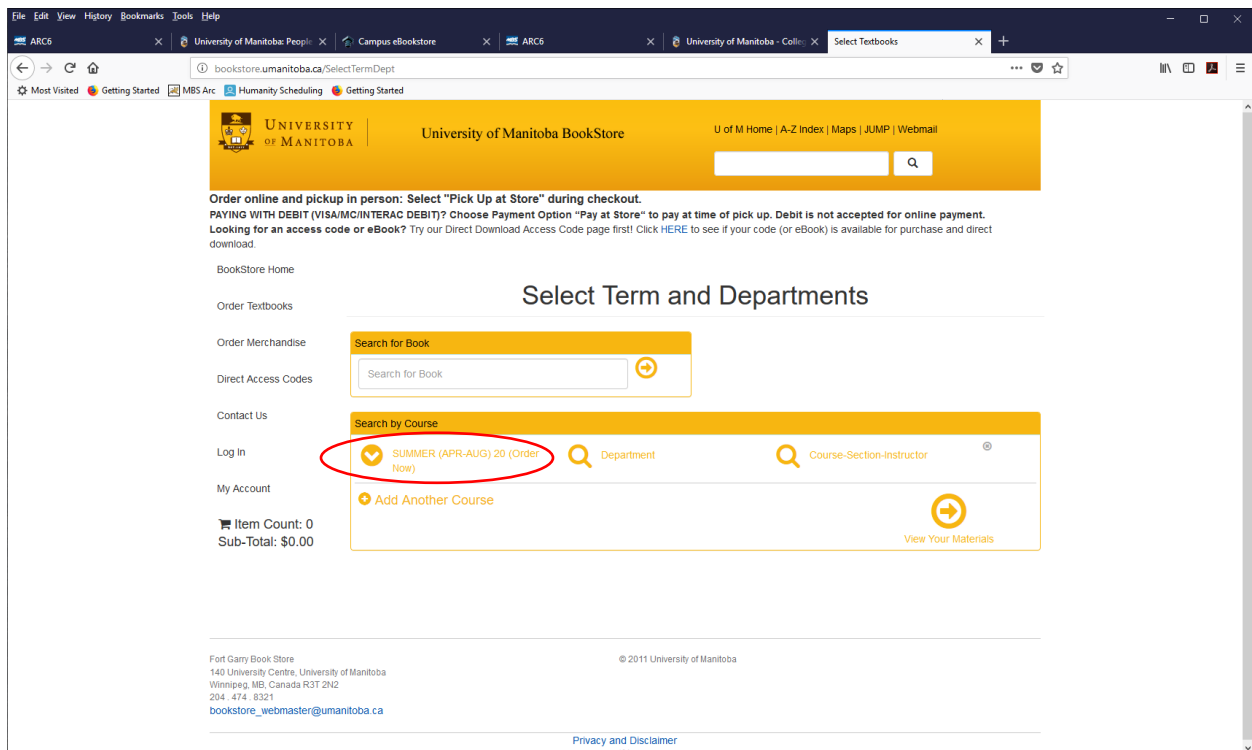 File Edit View History Bookmarks Tools Help
ARC6
University of Manitoba: People
Campus eBookstore
ARC6
University of Manitoba - Colleg
Select Textbooks
bookstore.umanitoba.ca/SelectTermDept
Most Visited Getting Started MBS Arc Humanity Scheduling Getting Started
UNIVERSITY
OF MANITOBA
University of Manitoba BookStore
U of M Home | A-Z Index | Maps | JUMP | Webmail
Order online and pickup in person: Select "Pick Up at Store" during checkout.
PAYING WITH DEBIT (VISA/MC/INTERAC DEBIT)? Choose Payment Option "Pay at Store" to pay at time of pick up. Debit is not accepted for online payment.
Looking for an access code or eBook? Try our Direct Download Access Code page first! Click HERE to see if your code (or eBook) is available for purchase and direct
download.
BookStore Home
Order Textbooks
Order Merchandise
Direct Access Codes
Contact Us
Log In
My Account
Item Count: 0
Sub-Total: $0.00
Select Term and Departments
Search for Book
Search for Book
Search by Course
SUMMER (APR-AUG) 20 (Order
Now)
Department
Course-Section-Instructor
Add Another Course
View Your Materials
Fort Garry Book Store
140 University Centre, University of Manitoba
Winnipeg, MB, Canada R3T 2N2
204 . 474 . 8321
bookstore_webmaster@umanitoba.ca
© 2011 University of Manitoba
Privacy and Disclaimer